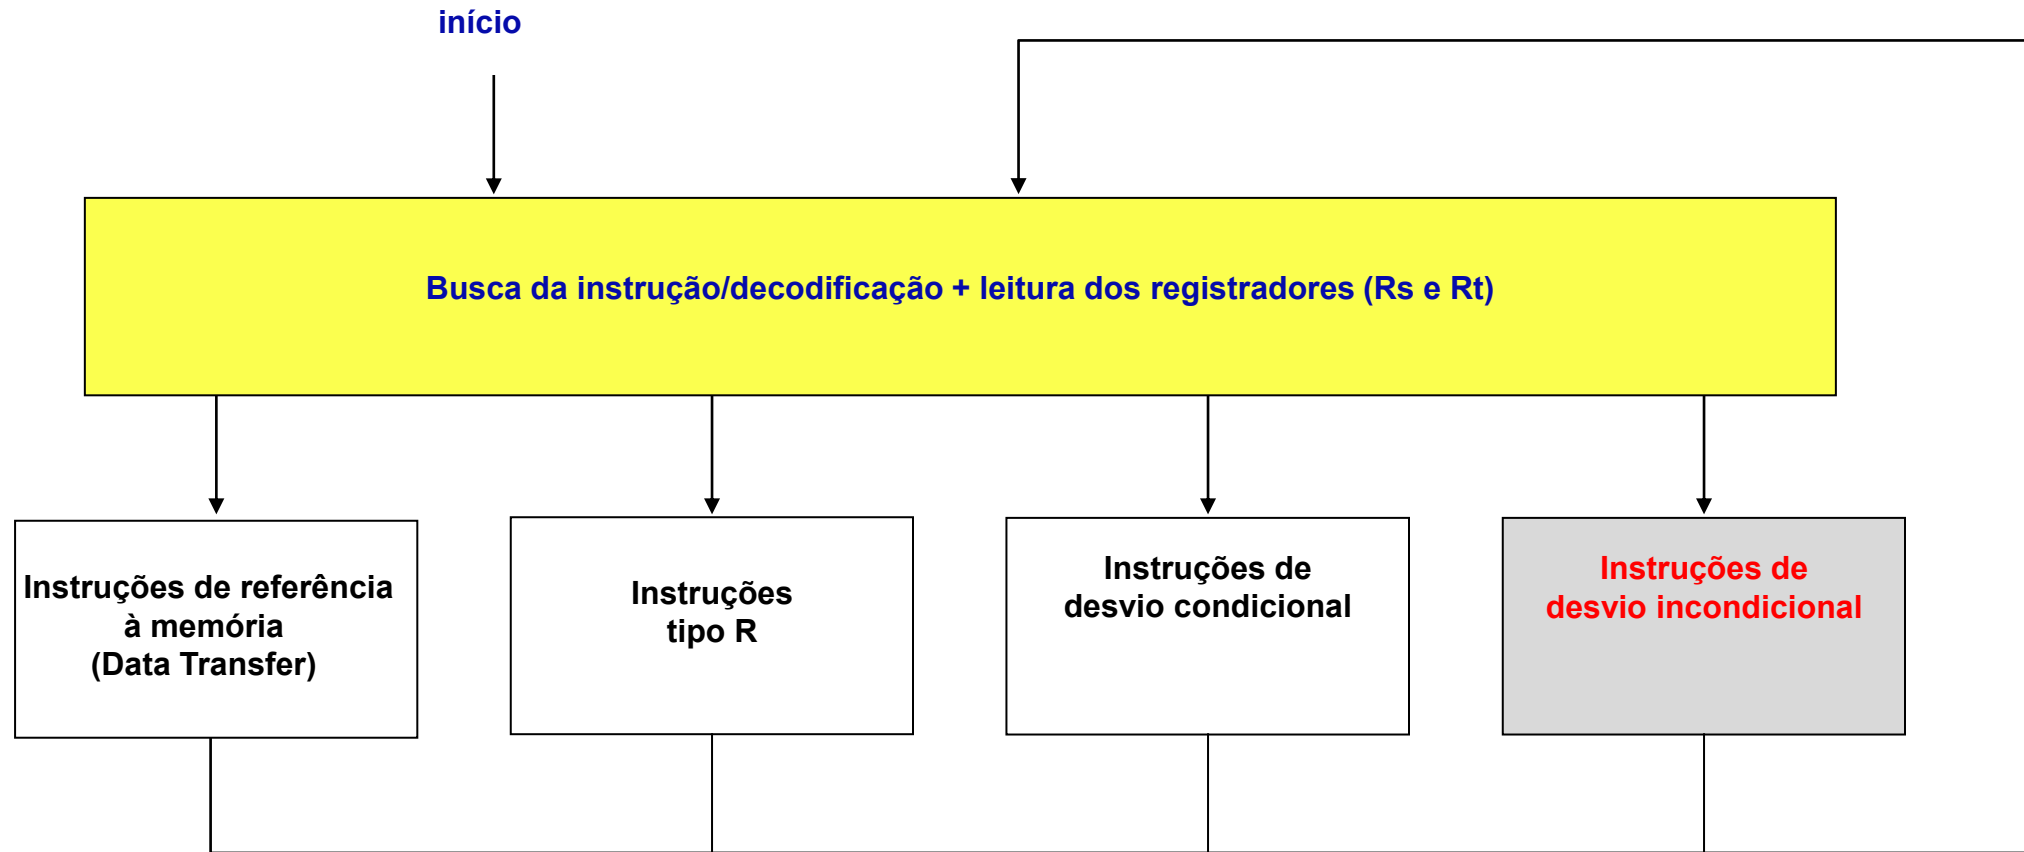 início
Busca da instrução/decodificação + leitura dos registradores (Rs e Rt)
Instruções de referência
à memória
(Data Transfer)
Instruções
tipo R
Instruções de
desvio condicional
Instruções de
desvio incondicional